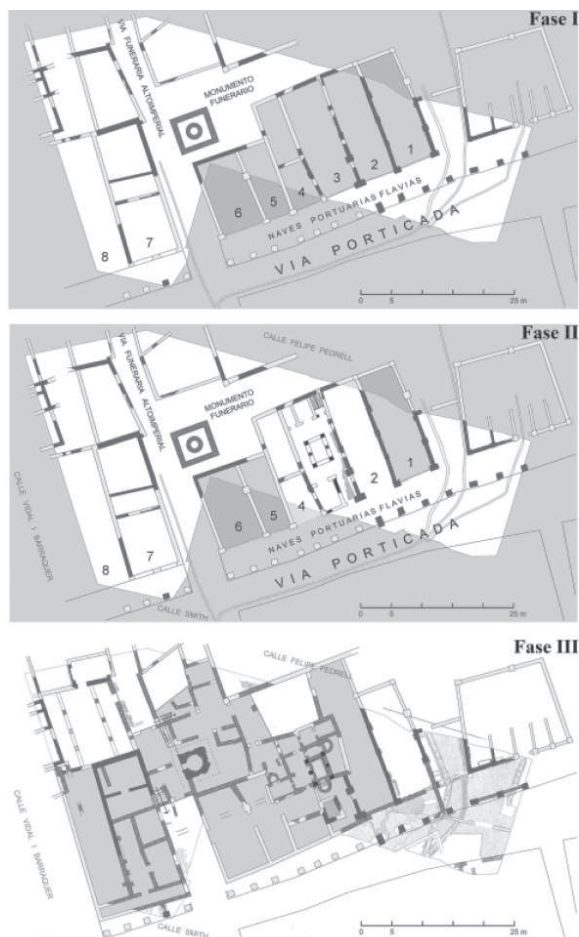 Fase I
VIA FUNERARIA
ALTOIMPERIAL
MONUMENTO
FUNERARIO
1
2
3
4
5
6
7
8
NAVES PORTUARIAS FLAVIAS
VIA PORTICADA
0 5 25 m
Fase II
CALLE FELIPE PEDRELL
VIA FUNERARIA
ALTOIMPERIAL
MONUMENTO
FUNERARIO
1
2
4
5
6
7
8
NAVES PORTUARIAS FLAVIAS
VIA PORTICADA
CALLE VIDAL I BARRAQUER
CALLE SMITH
0 5 25 m
Fase III
CALLE FELIPE PEDRELL
CALLE VIDAL I BARRAQUER
CALLE SMITH
0 5 25 m